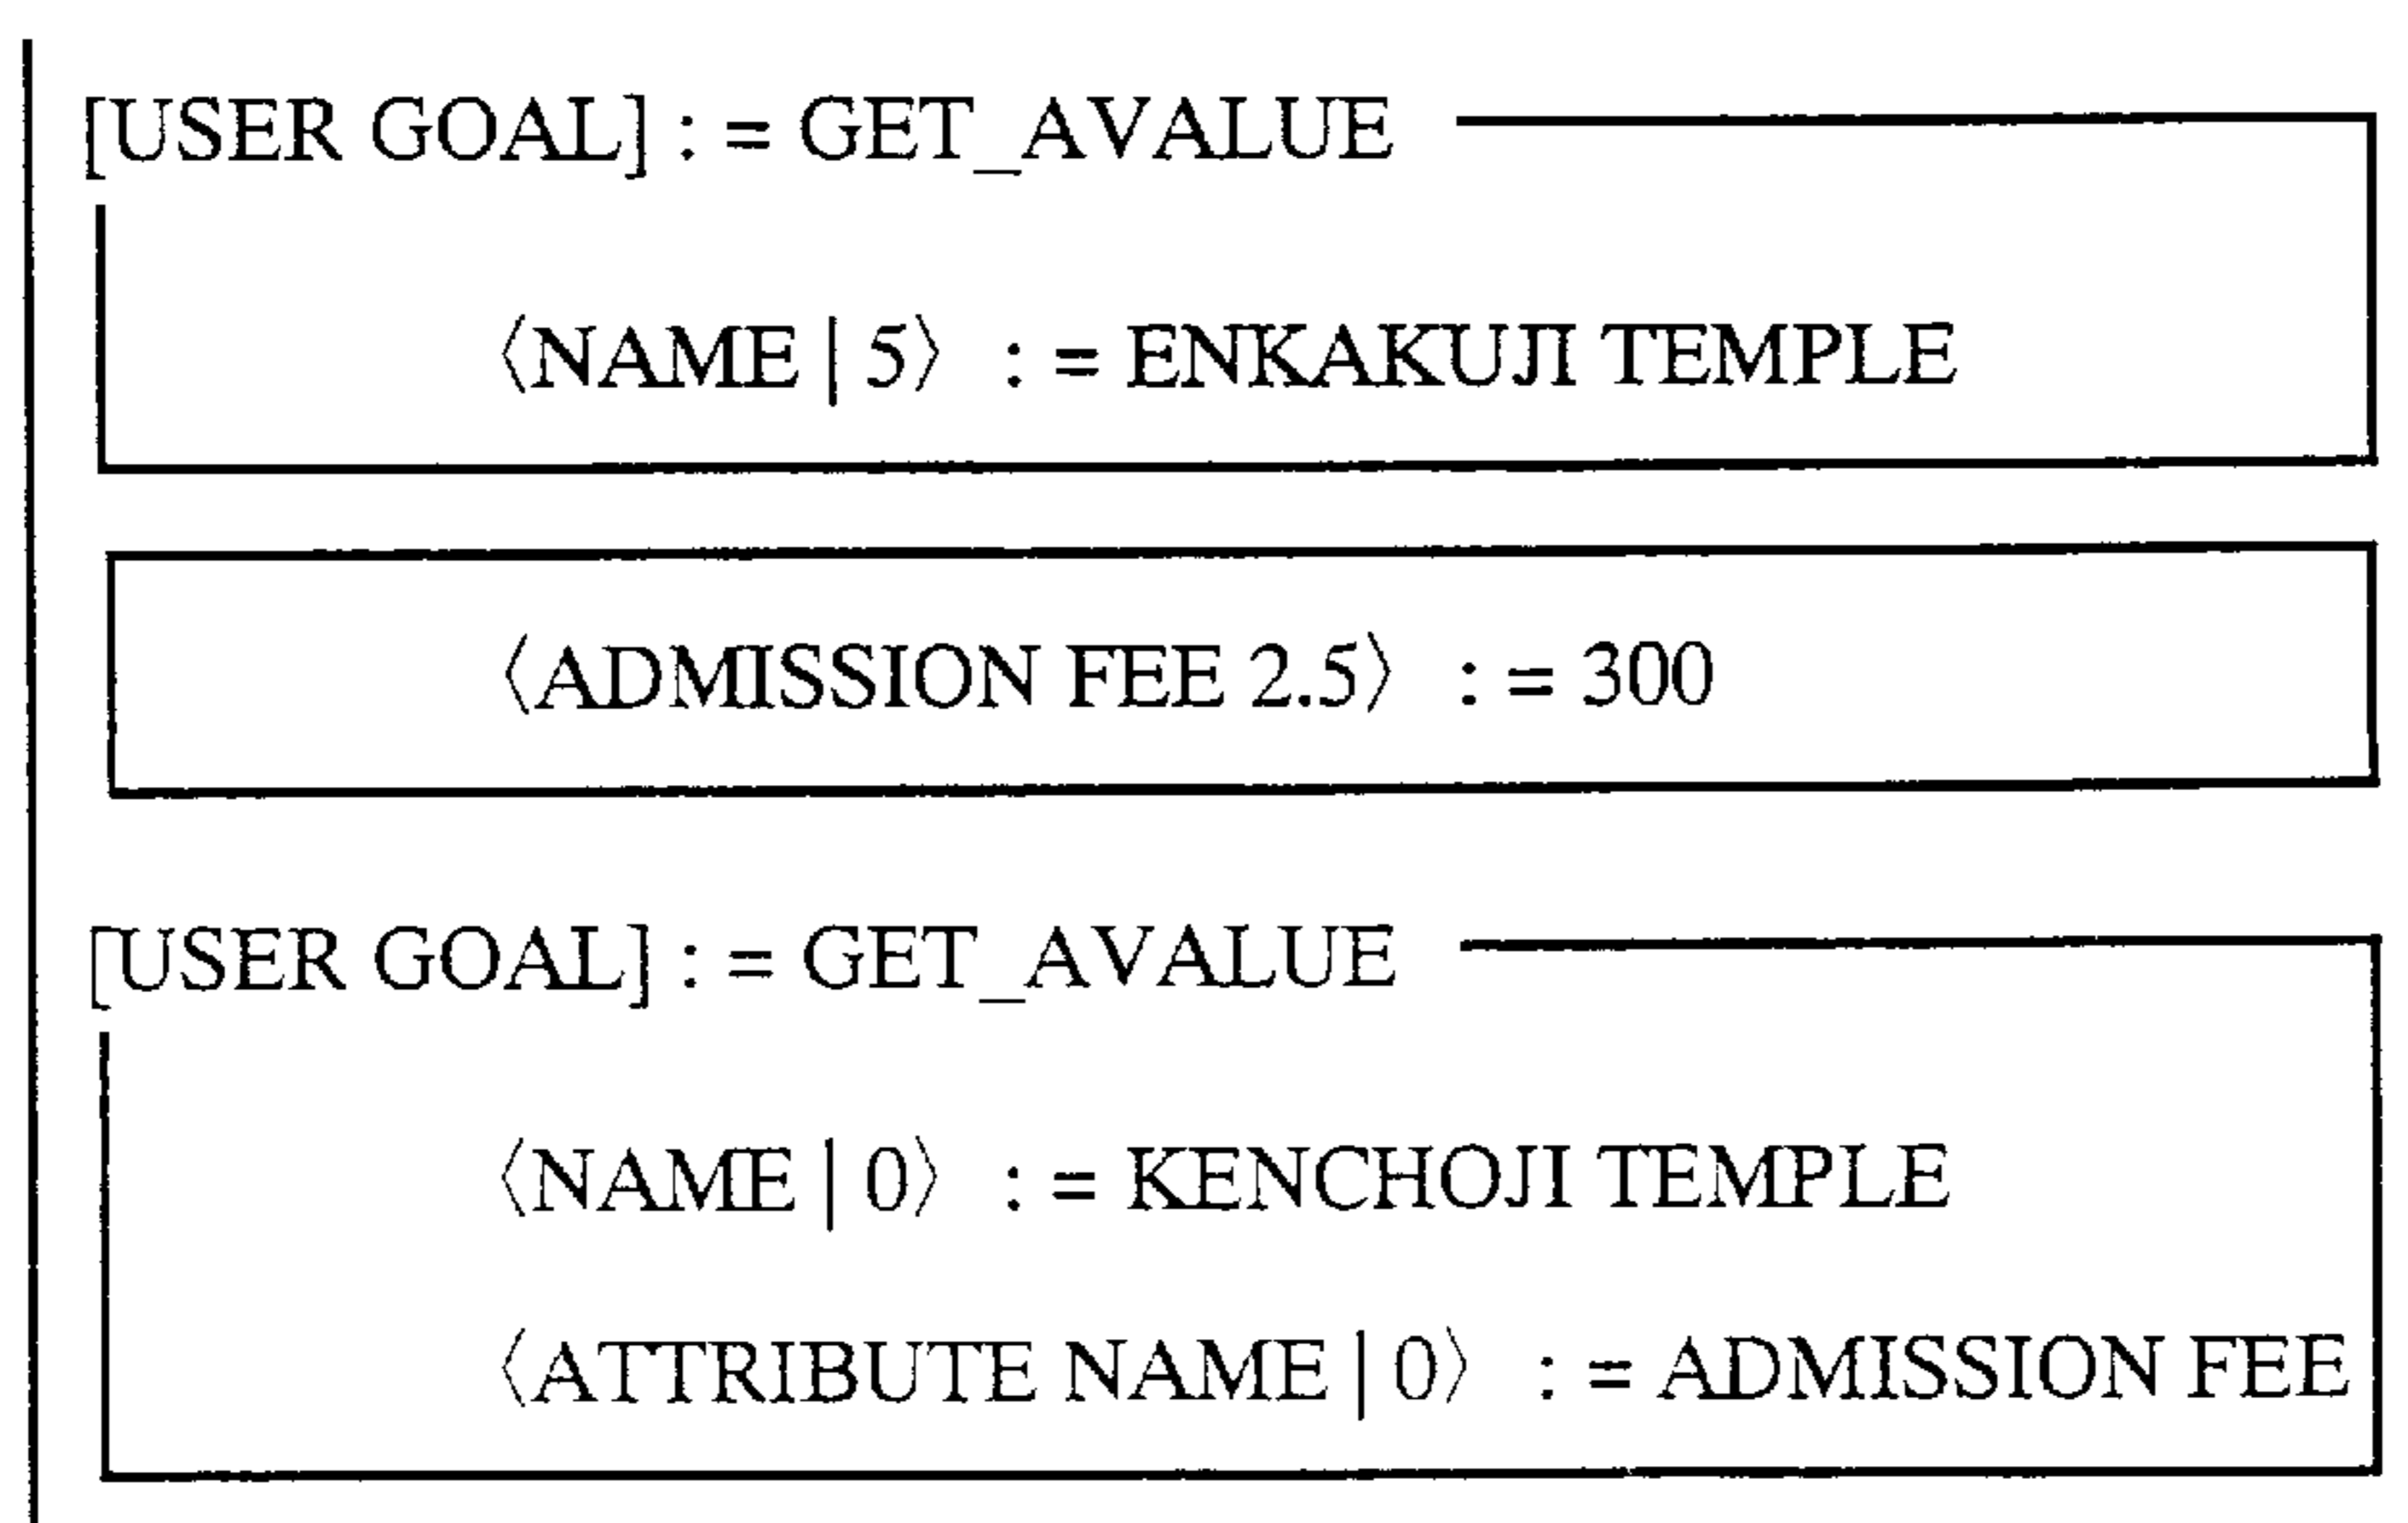 [USER GOAL] : = GET_AVALUE
〈NAME | 5〉 : = ENKAKUJI TEMPLE
〈ADMISSION FEE 2.5〉 : = 300
[USER GOAL] : = GET_AVALUE
〈NAME | 0〉 : = KENCHOJI TEMPLE
〈ATTRIBUTE NAME | 0〉 : = ADMISSION FEE